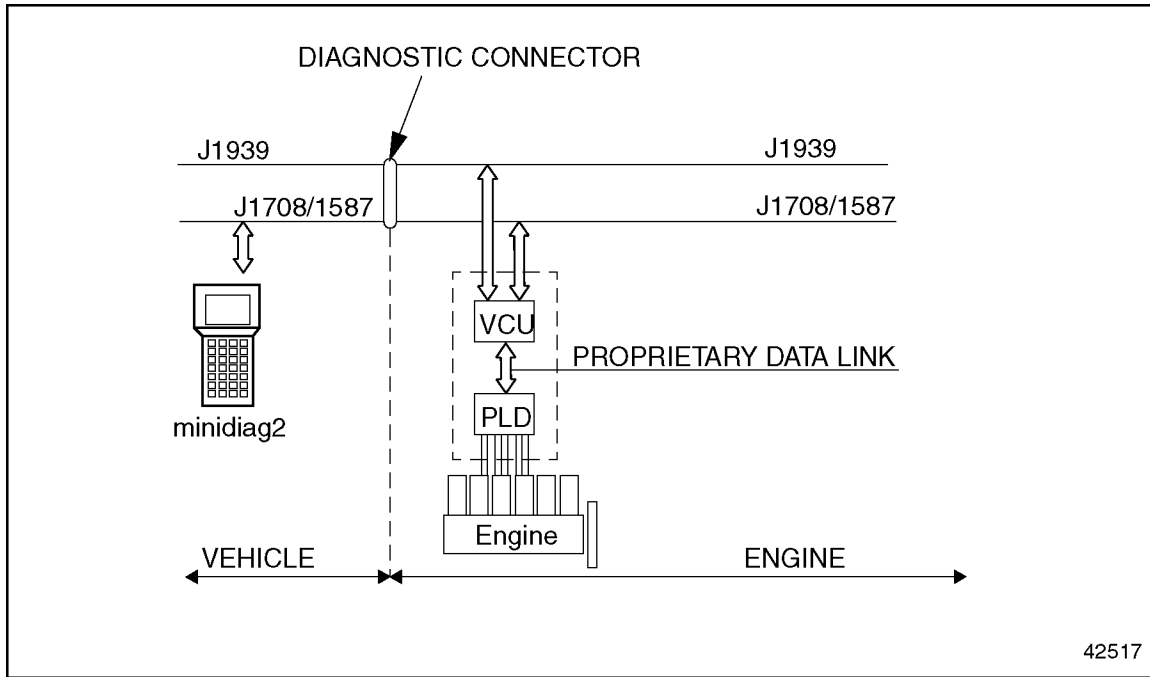 DIAGNOSTIC CONNECTOR
J1939
J1939
J1708/1587
J1708/1587
VCU
PROPRIETARY DATA LINK
PLD
minidiag2
Engine
VEHICLE
ENGINE
42517